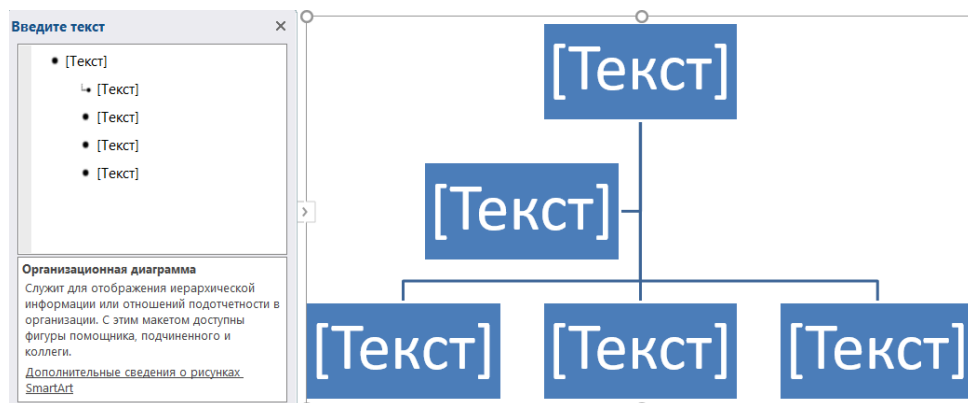 Введите текст
[Текст]
[Текст]
[Текст]
[Текст]
[Текст]
Организационная диаграмма
Служит для отображения иерархической
информации или отношений подотчетности в
организации. С этим макетом доступны
фигуры помощника, подчиненного и
коллеги.
Дополнительные сведения о рисунках
SmartArt
[Текст]
[Текст]
[Текст] [Текст] [Текст]